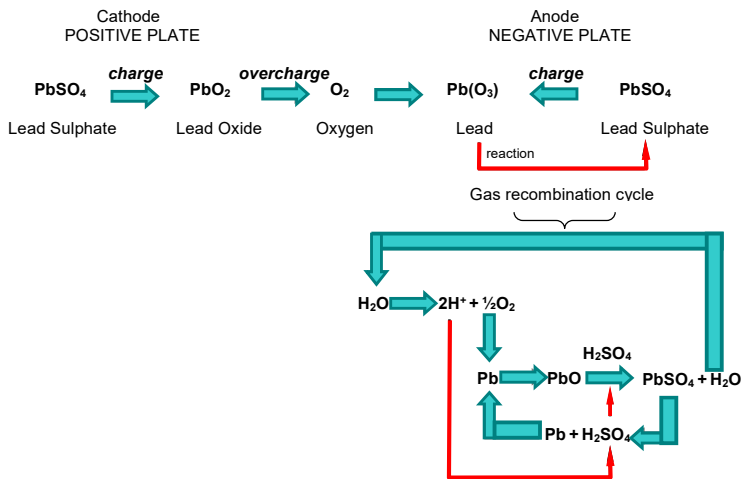 Cathode
POSITIVE PLATE
Anode
NEGATIVE PLATE
charge
overcharge
charge
PbSO₄
PbO₂
O₂
Pb(O₃)
PbSO₄
Lead Sulphate
Lead Oxide
Oxygen
Lead
Lead Sulphate
reaction
Gas recombination cycle
H₂O
2H⁺ + ½O₂
H₂SO₄
Pb
PbO
PbSO₄ + H₂O
Pb + H₂SO₄